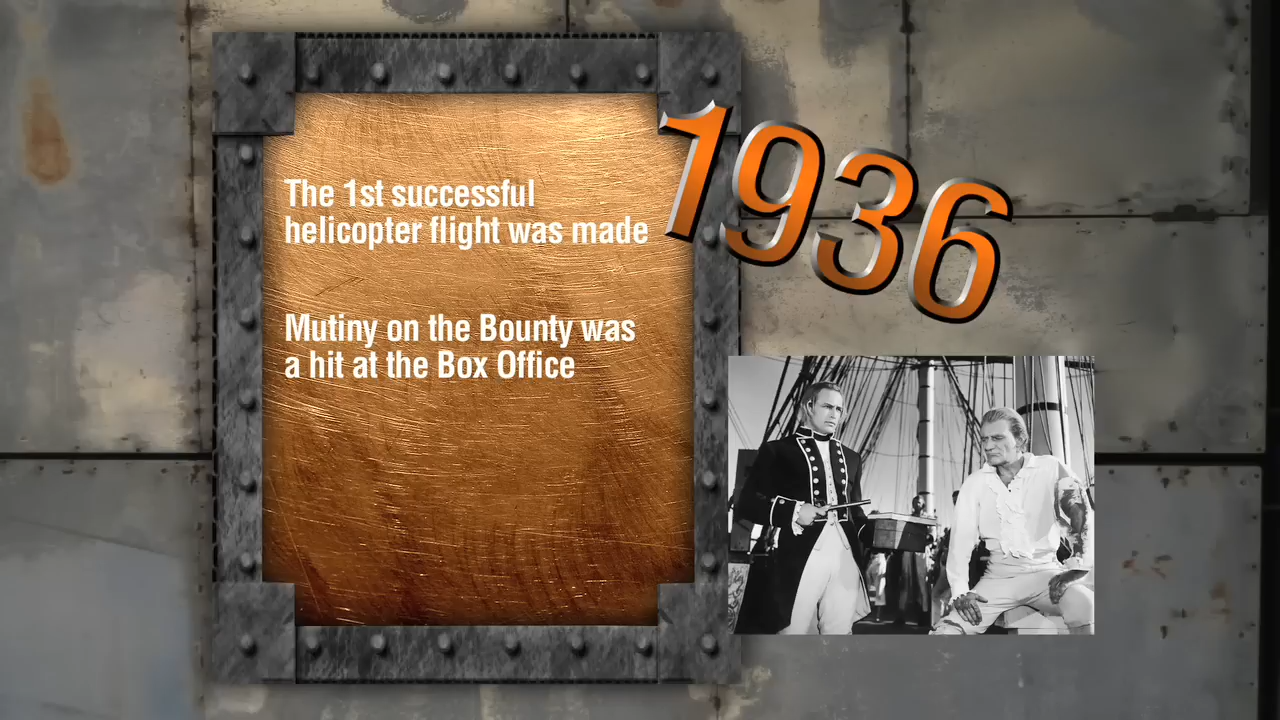 The 1st successful
helicopter flight was made
Mutiny on the Bounty was
a hit at the Box Office
1936